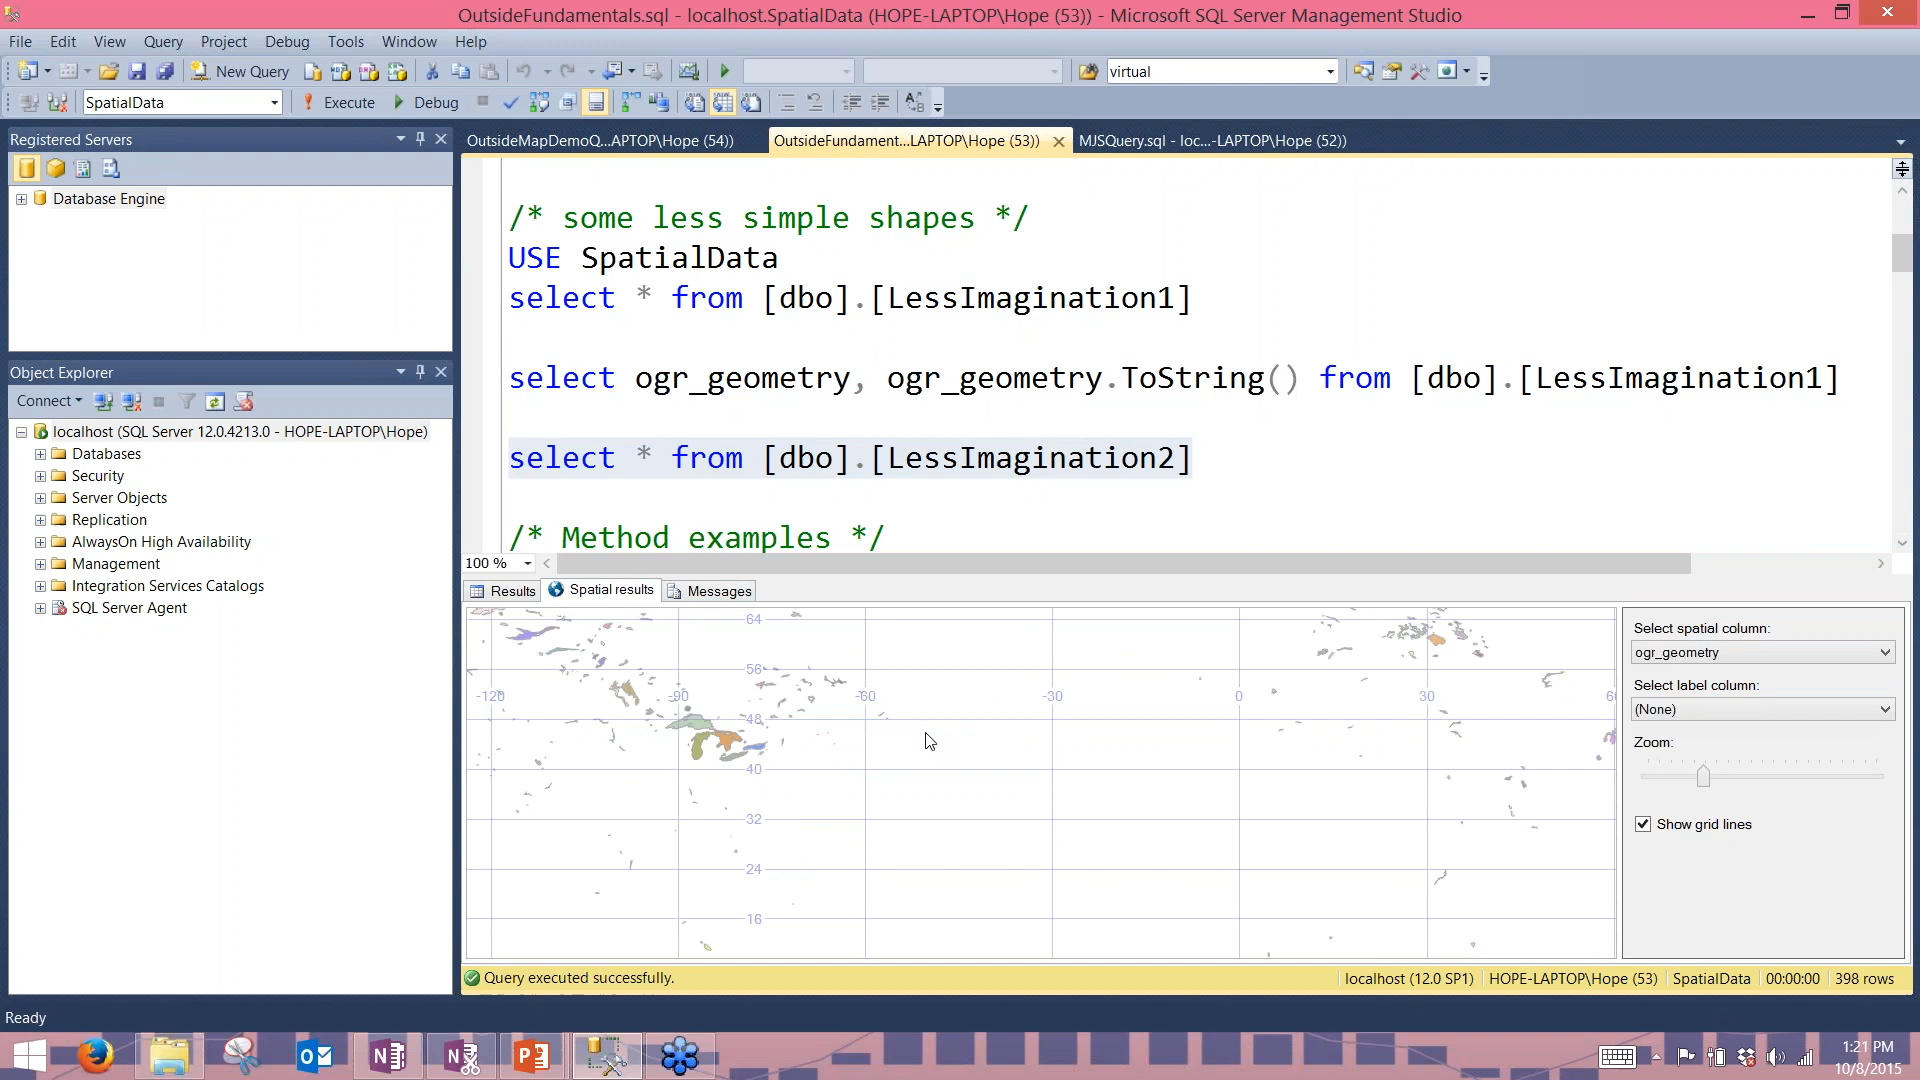 OutsideFundamentals.sql - localhost.SpatialData (HOPE-LAPTOP\Hope (53)) - Microsoft SQL Server Management Studio
File Edit View Query Project Debug Tools Window Help
New Query virtual
SpatialData Execute Debug
Registered Servers
Database Engine
Object Explorer
Connect
localhost (SQL Server 12.0.4213.0 - HOPE-LAPTOP\Hope)
Databases
Security
Server Objects
Replication
AlwaysOn High Availability
Management
Integration Services Catalogs
SQL Server Agent
OutsideMapDemoQ...APTOP\Hope (54)) OutsideFundament...LAPTOP\Hope (53)) MJSQuery.sql - loc...-LAPTOP\Hope (52))
/* some less simple shapes */
USE SpatialData
select * from [dbo].[LessImagination1]
select ogr_geometry, ogr_geometry.ToString() from [dbo].[LessImagination1]
select * from [dbo].[LessImagination2]
/* Method examples */
100 %
Results Spatial results Messages
64
56
-120 -90 -60 -30 0 30
48
40
32
24
16
Select spatial column:
ogr_geometry
Select label column:
(None)
Zoom:
Show grid lines
Query executed successfully. localhost (12.0 SP1) HOPE-LAPTOP\Hope (53) SpatialData 00:00:00 398 rows
Ready
1:21 PM
10/8/2015